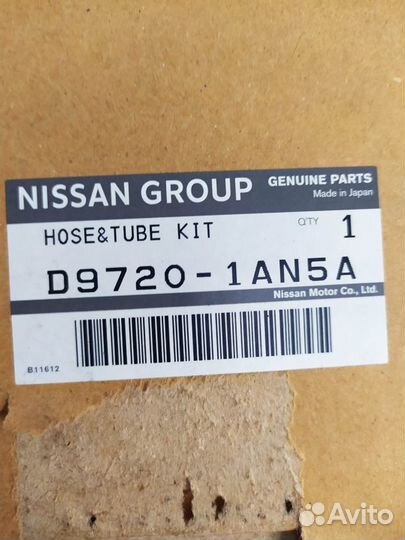 NISSAN GROUP
GENUINE PARTS
Made in Japan
HOSE&TUBE KIT
Q'TY 1
D9720-1AN5A
Nissan Motor Co., Ltd.
B11612
Avito